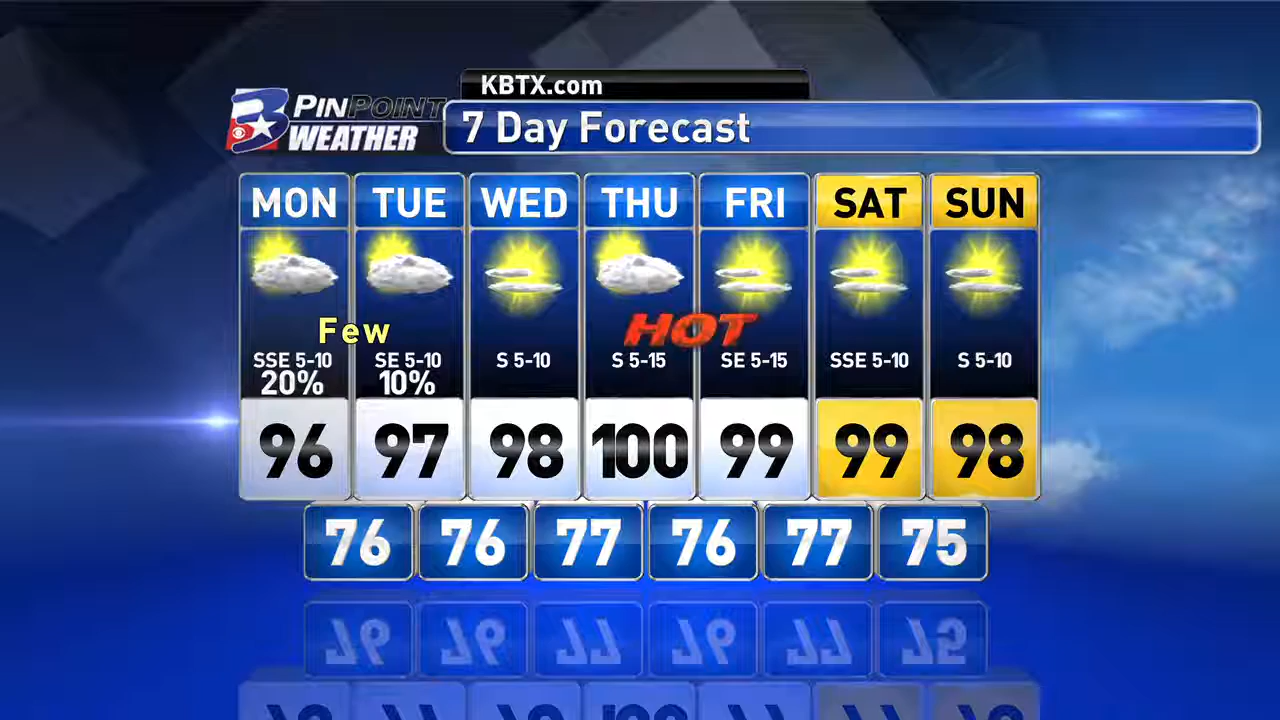 KBTX.com
3 PINPOINT
WEATHER
7 Day Forecast
MON TUE WED THU FRI SAT SUN
Few
HOT
SSE 5-10 SE 5-10 S 5-10 S 5-15 SE 5-15 SSE 5-10 S 5-10
20% 10%
96 97 98 100 99 99 98
76 76 77 76 77 75